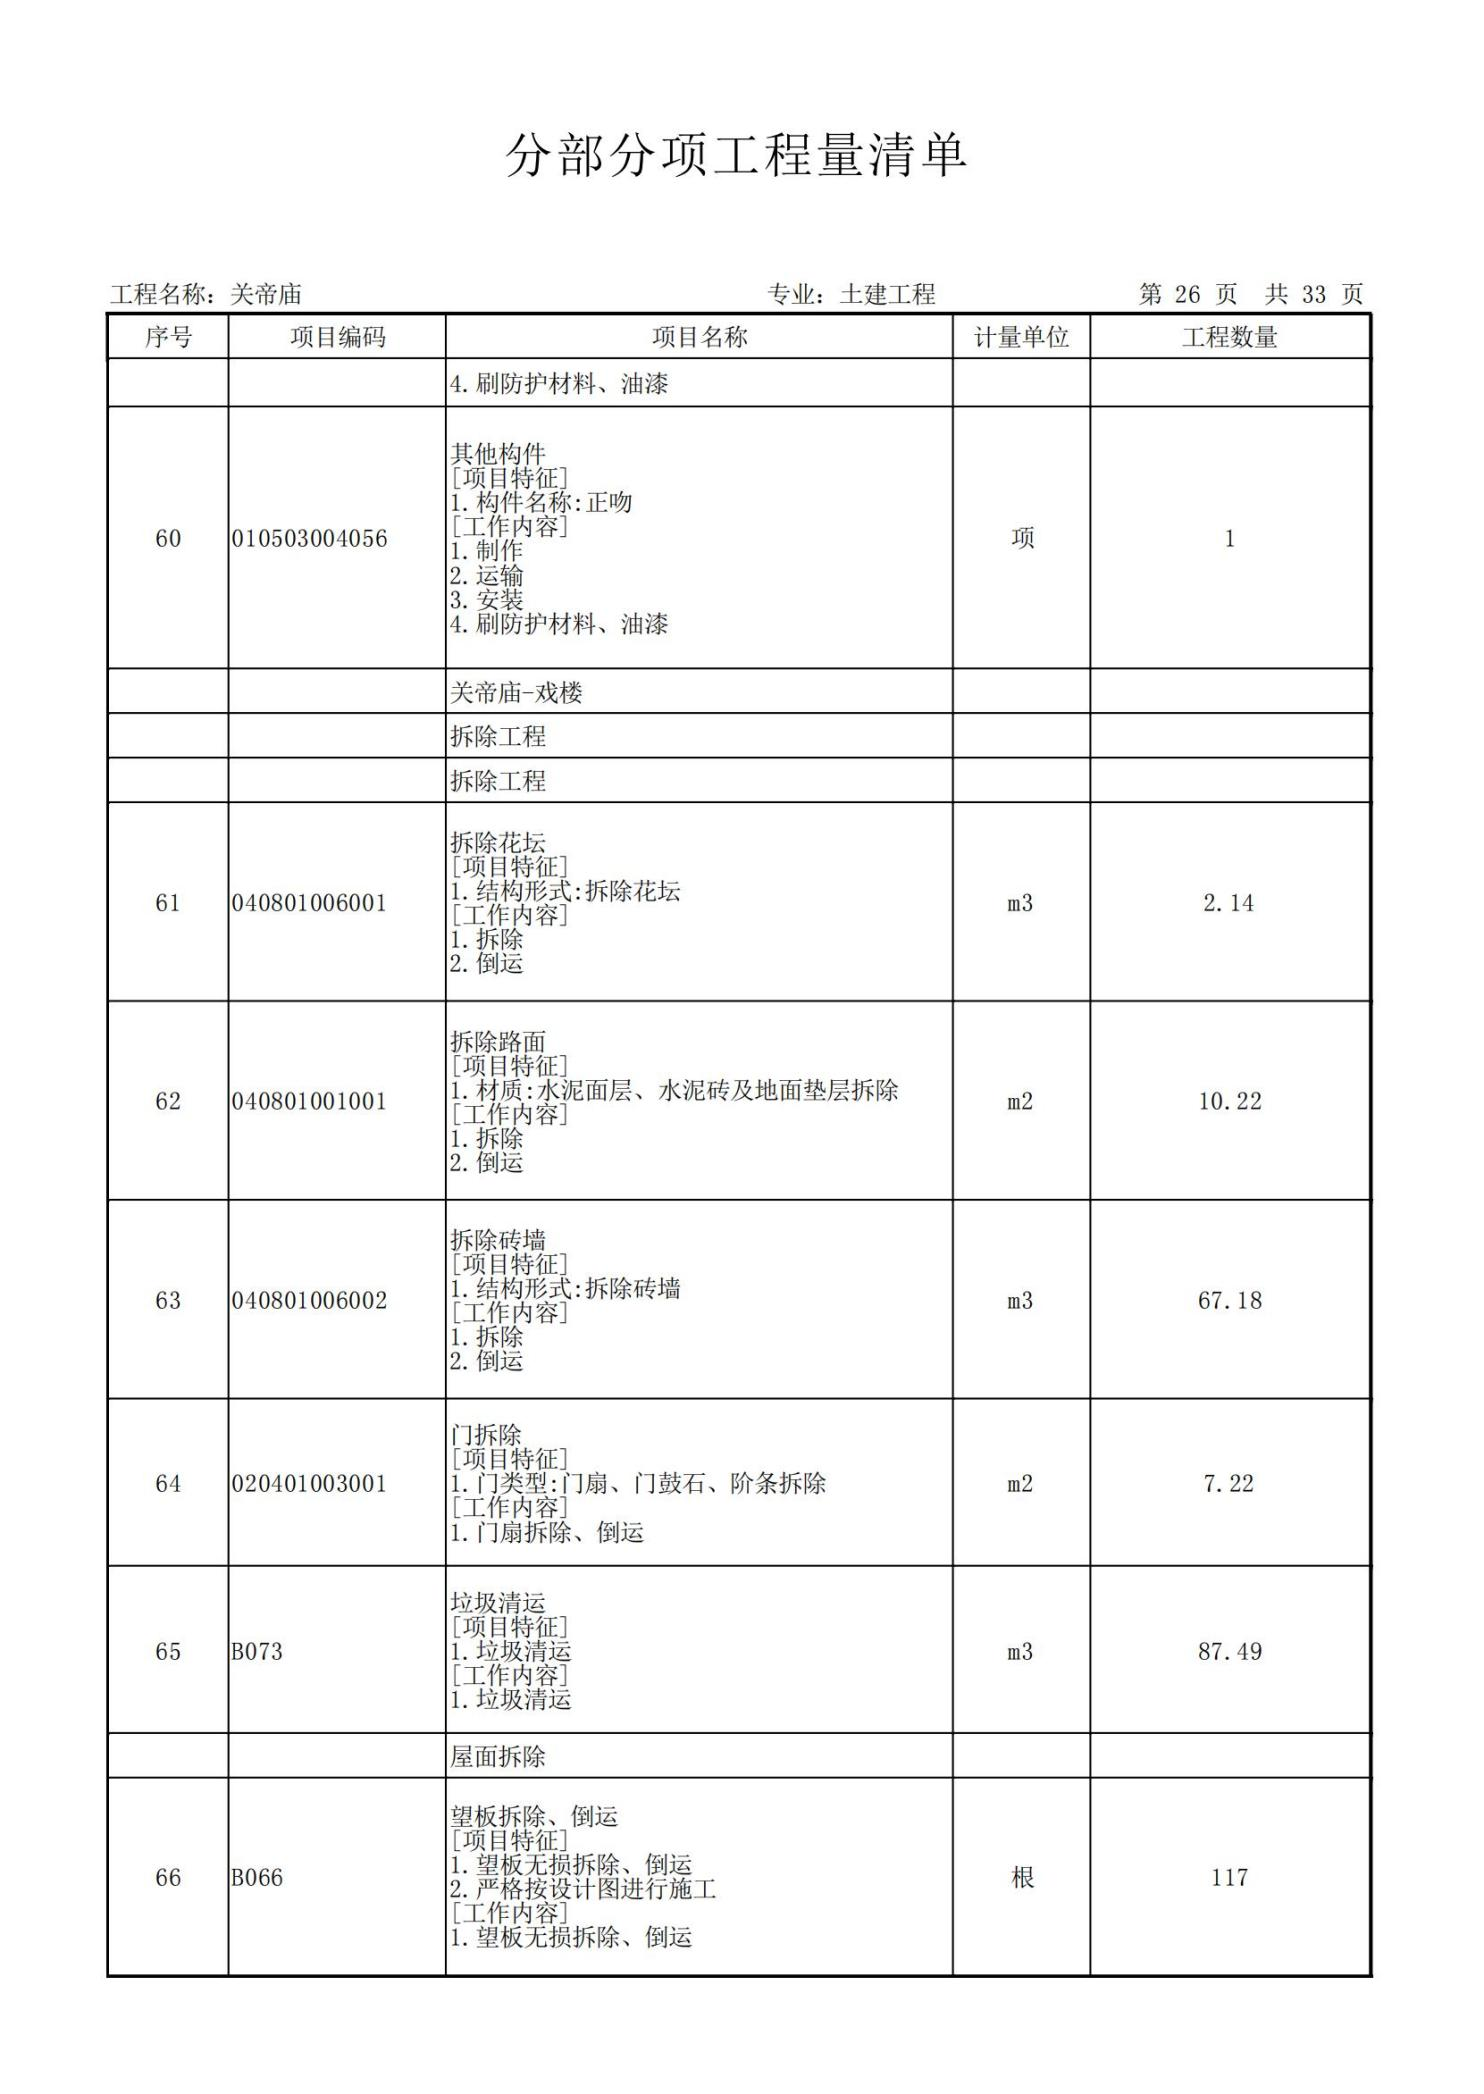 分部分项工程量清单
工程名称：关帝庙 专业：土建工程 第 26 页 共 33 页
序号 项目编码 项目名称 计量单位 工程数量
4.刷防护材料、油漆
其他构件
[项目特征]
1.构件名称:正吻
[工作内容]
1.制作
2.运输
3.安装
4.刷防护材料、油漆
60 010503004056 项 1
关帝庙-戏楼
拆除工程
拆除工程
拆除花坛
[项目特征]
1.结构形式:拆除花坛
[工作内容]
1.拆除
2.倒运
61 040801006001 m3 2.14
拆除路面
[项目特征]
1.材质:水泥面层、水泥砖及地面垫层拆除
[工作内容]
1.拆除
2.倒运
62 040801001001 m2 10.22
拆除砖墙
[项目特征]
1.结构形式:拆除砖墙
[工作内容]
1.拆除
2.倒运
63 040801006002 m3 67.18
门拆除
[项目特征]
1.门类型:门扇、门鼓石、阶条拆除
[工作内容]
1.门扇拆除、倒运
64 020401003001 m2 7.22
垃圾清运
[项目特征]
1.垃圾清运
[工作内容]
1.垃圾清运
65 B073 m3 87.49
屋面拆除
望板拆除、倒运
[项目特征]
1.望板无损拆除、倒运
2.严格按设计图进行施工
[工作内容]
1.望板无损拆除、倒运
66 B066 根 117